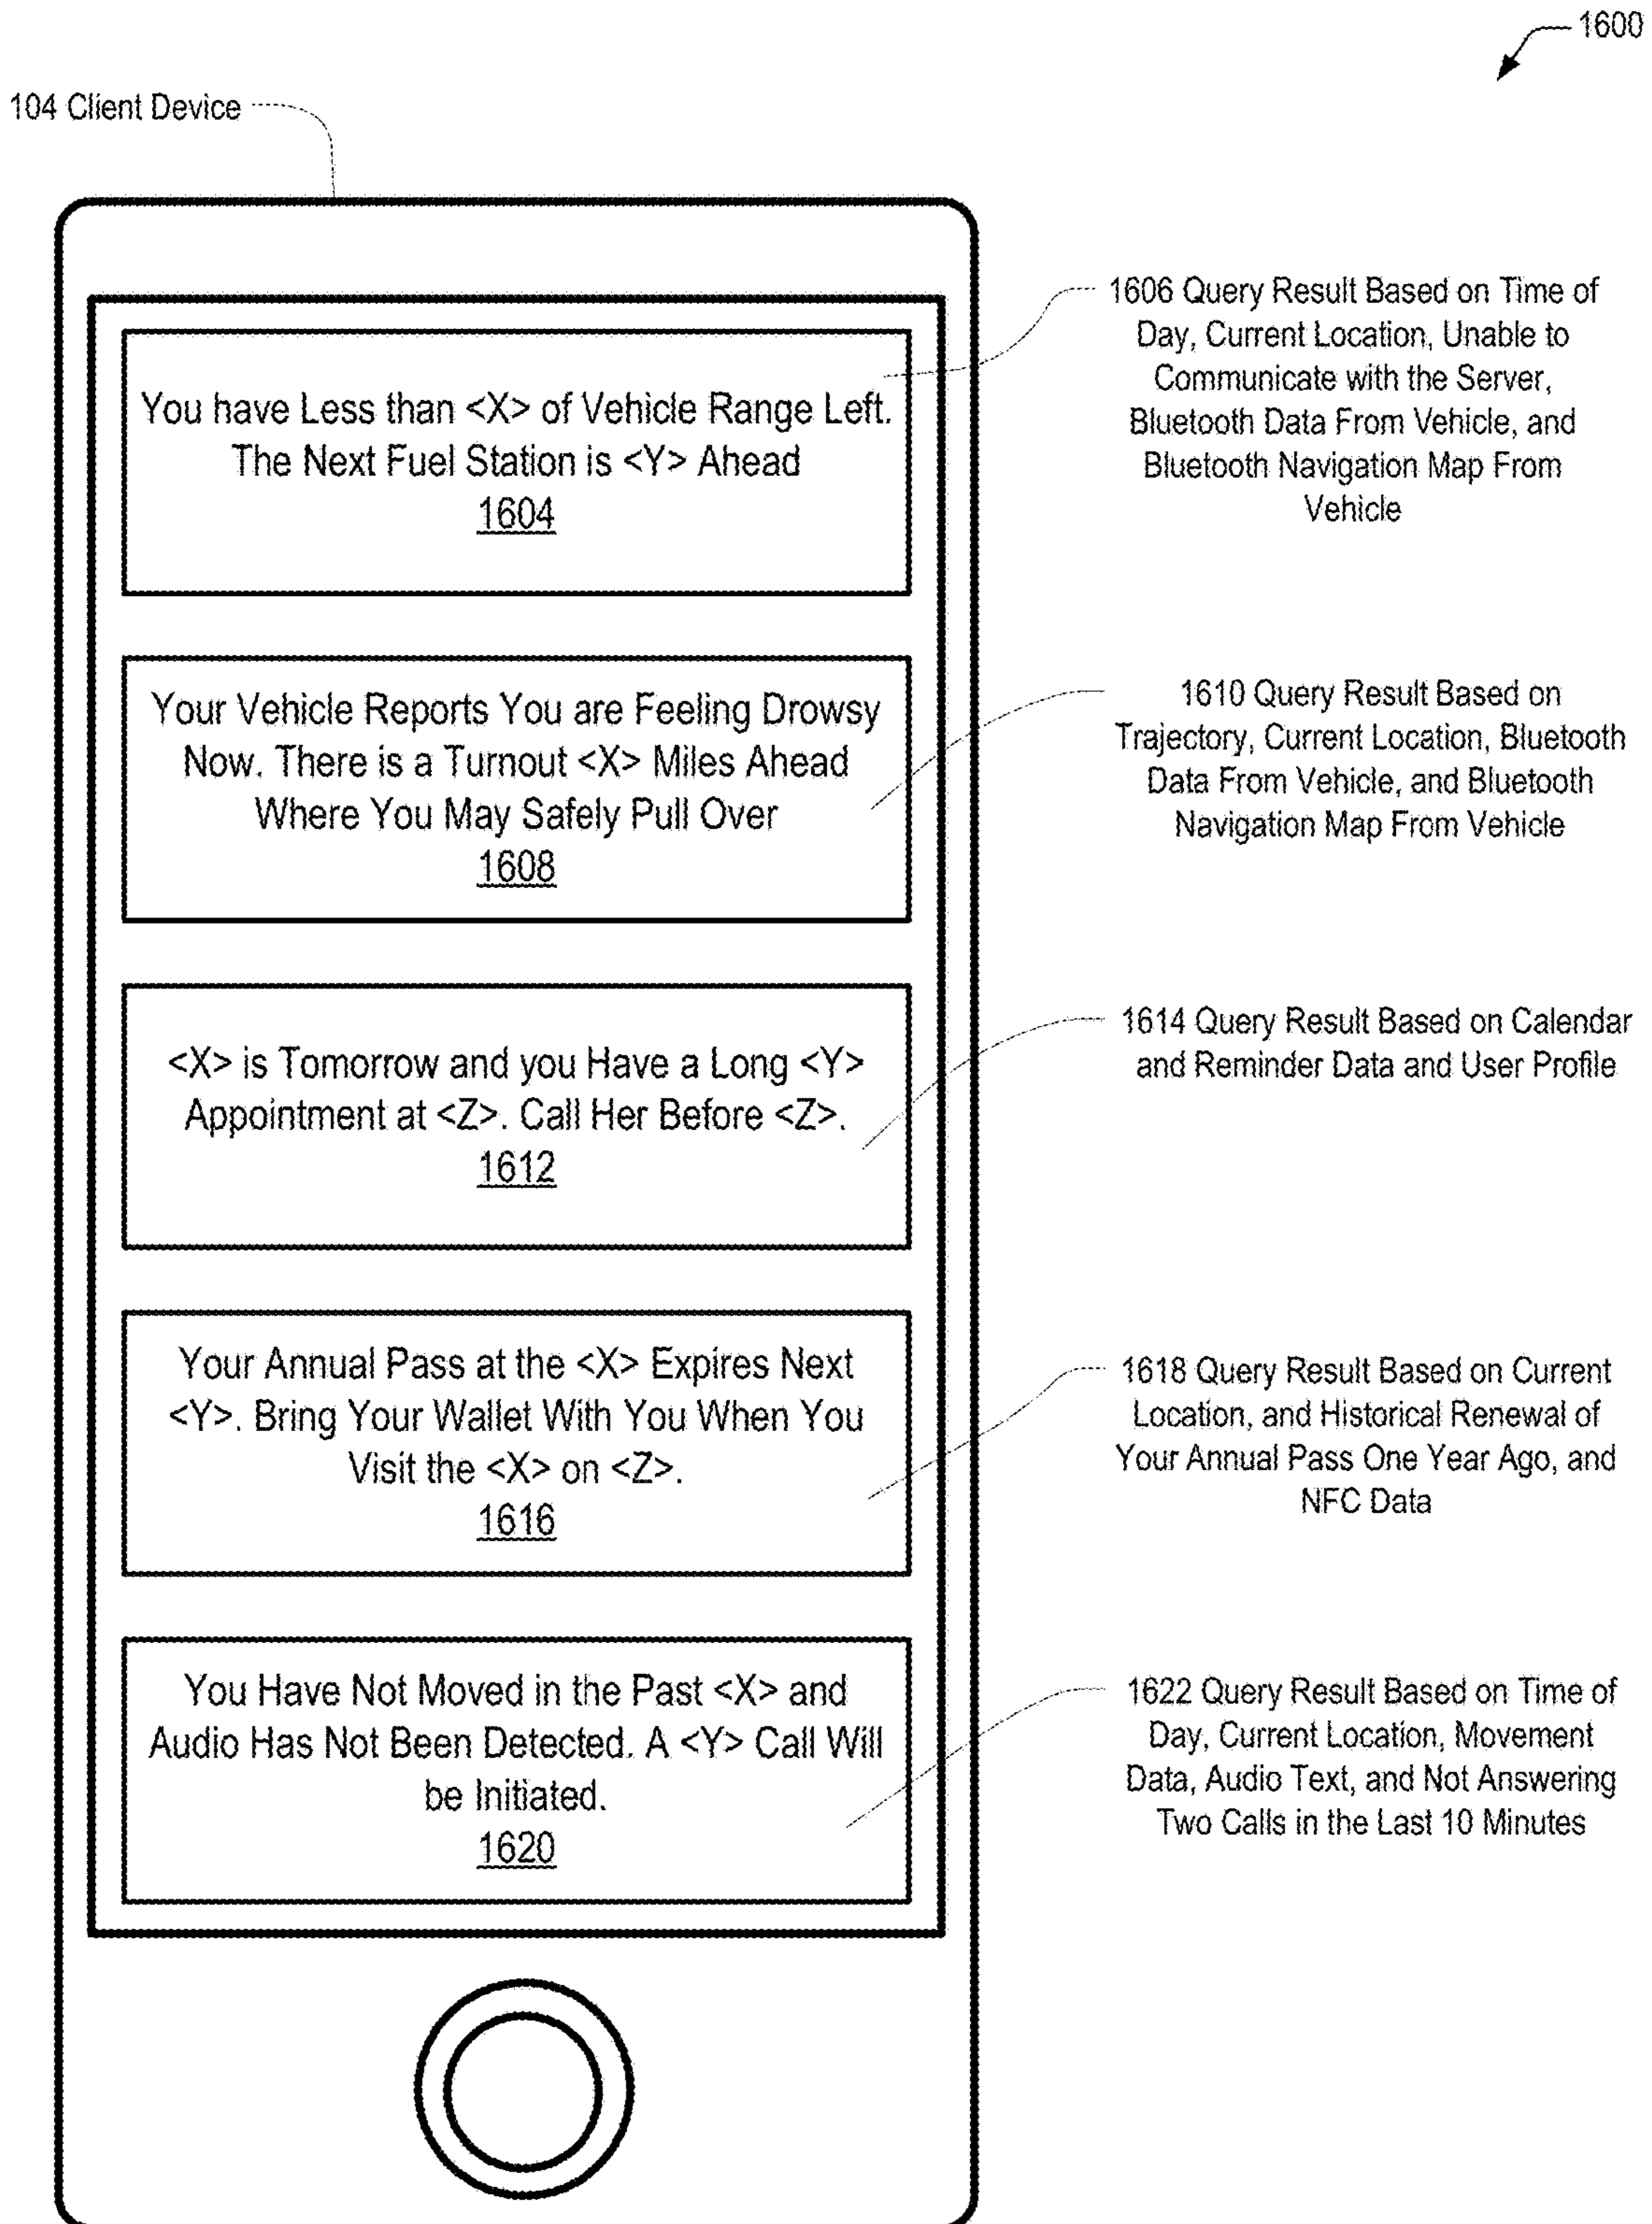 1600
104 Client Device
You have Less than <X> of Vehicle Range Left.
The Next Fuel Station is <Y> Ahead
1604
1606 Query Result Based on Time of
Day, Current Location, Unable to
Communicate with the Server,
Bluetooth Data From Vehicle, and
Bluetooth Navigation Map From
Vehicle
Your Vehicle Reports You are Feeling Drowsy
Now. There is a Turnout <X> Miles Ahead
Where You May Safely Pull Over
1608
1610 Query Result Based on
Trajectory, Current Location, Bluetooth
Data From Vehicle, and Bluetooth
Navigation Map From Vehicle
<X> is Tomorrow and you Have a Long <Y>
Appointment at <Z>. Call Her Before <Z>.
1612
1614 Query Result Based on Calendar
and Reminder Data and User Profile
Your Annual Pass at the <X> Expires Next
<Y>. Bring Your Wallet With You When You
Visit the <X> on <Z>.
1616
1618 Query Result Based on Current
Location, and Historical Renewal of
Your Annual Pass One Year Ago, and
NFC Data
You Have Not Moved in the Past <X> and
Audio Has Not Been Detected. A <Y> Call Will
be Initiated.
1620
1622 Query Result Based on Time of
Day, Current Location, Movement
Data, Audio Text, and Not Answering
Two Calls in the Last 10 Minutes